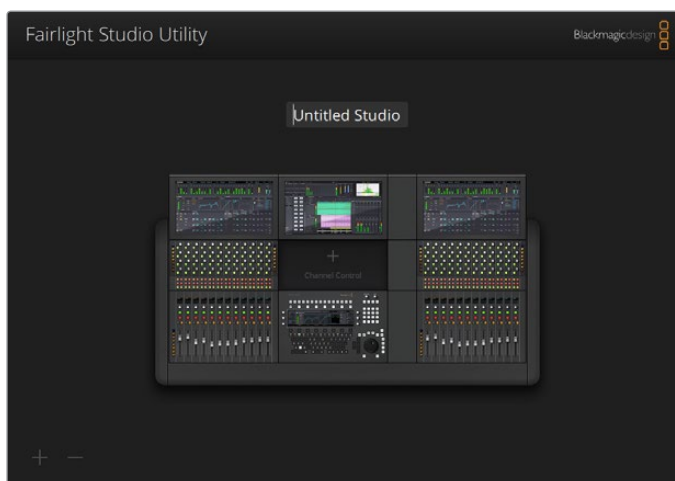 Fairlight Studio Utility
Blackmagicdesign
Untitled Studio
Channel Control